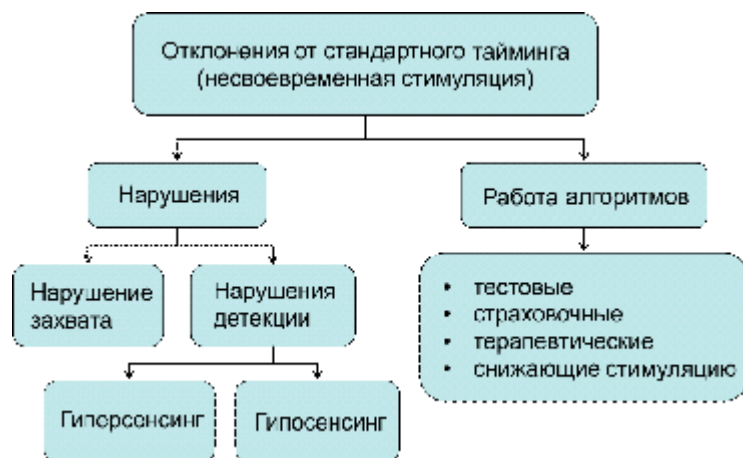 Отклонения от стандартного тайминга
(несвоевременная стимуляция)
Нарушения
Работа алгоритмов
Нарушение
захвата
Нарушения
детекции
• тестовые
• страховочные
• терапевтические
• снижающие стимуляцию
Гиперсенсинг
Гипосенсинг